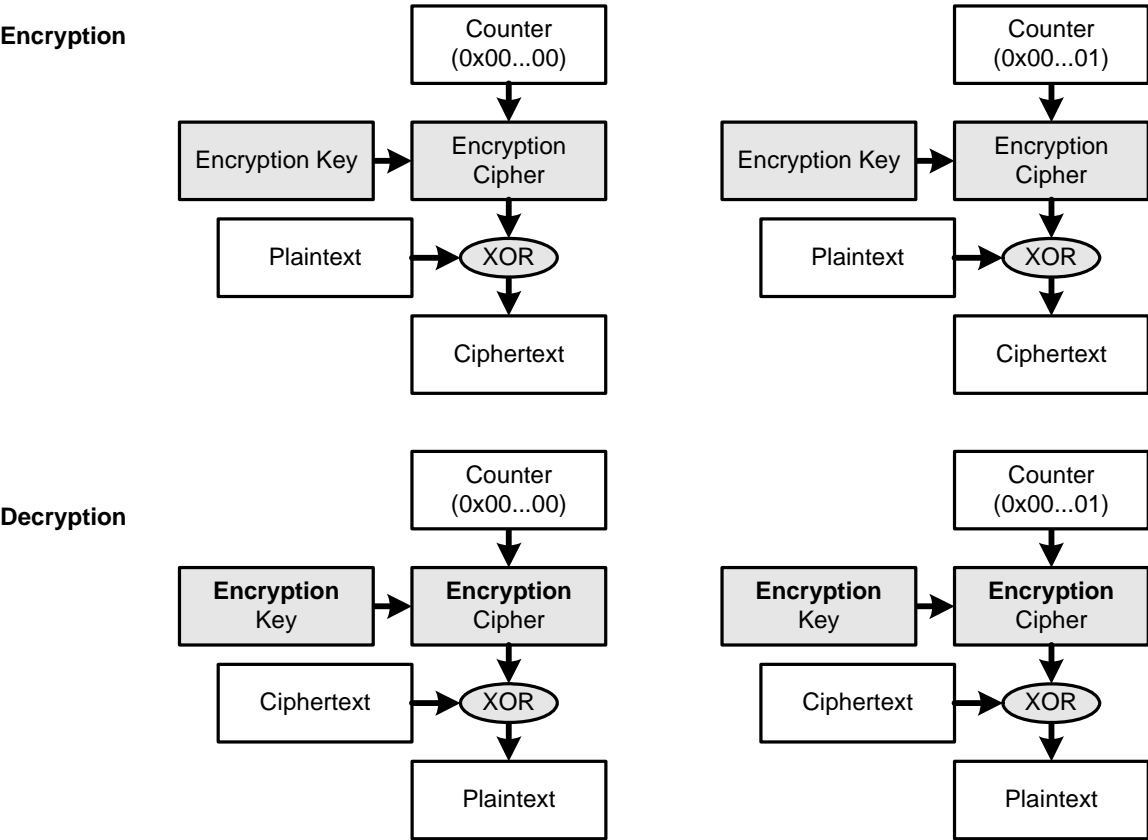 Encryption
Counter
(0x00...00)
Counter
(0x00...01)
Encryption Key
Encryption
Cipher
Encryption Key
Encryption
Cipher
Plaintext
XOR
Plaintext
XOR
Ciphertext
Ciphertext
Decryption
Counter
(0x00...00)
Counter
(0x00...01)
Encryption
Key
Encryption
Cipher
Encryption
Key
Encryption
Cipher
Ciphertext
XOR
Ciphertext
XOR
Plaintext
Plaintext